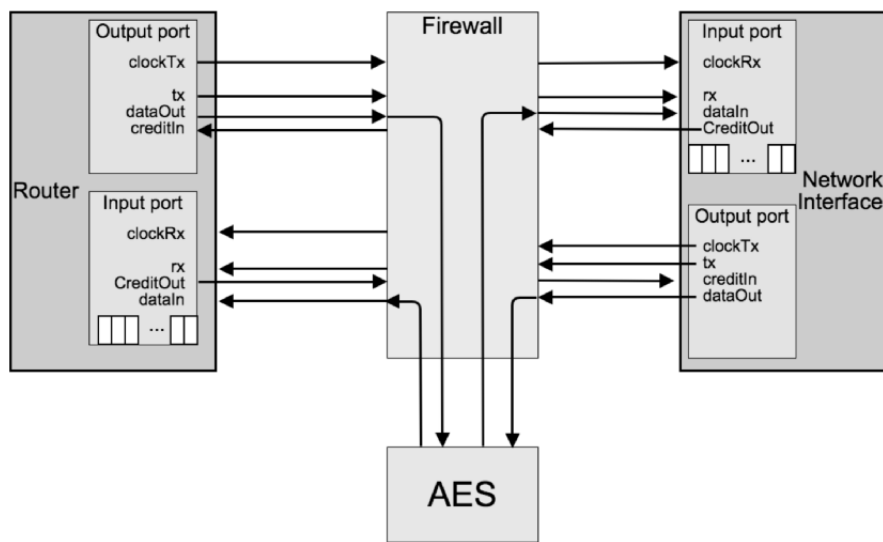 Output port
clockTx
tx
dataOut
creditIn
Router
Input port
clockRx
rx
CreditOut
dataIn
...
Firewall
AES
Input port
clockRx
rx
dataIn
CreditOut
...
Network
Interface
Output port
clockTx
tx
creditIn
dataOut